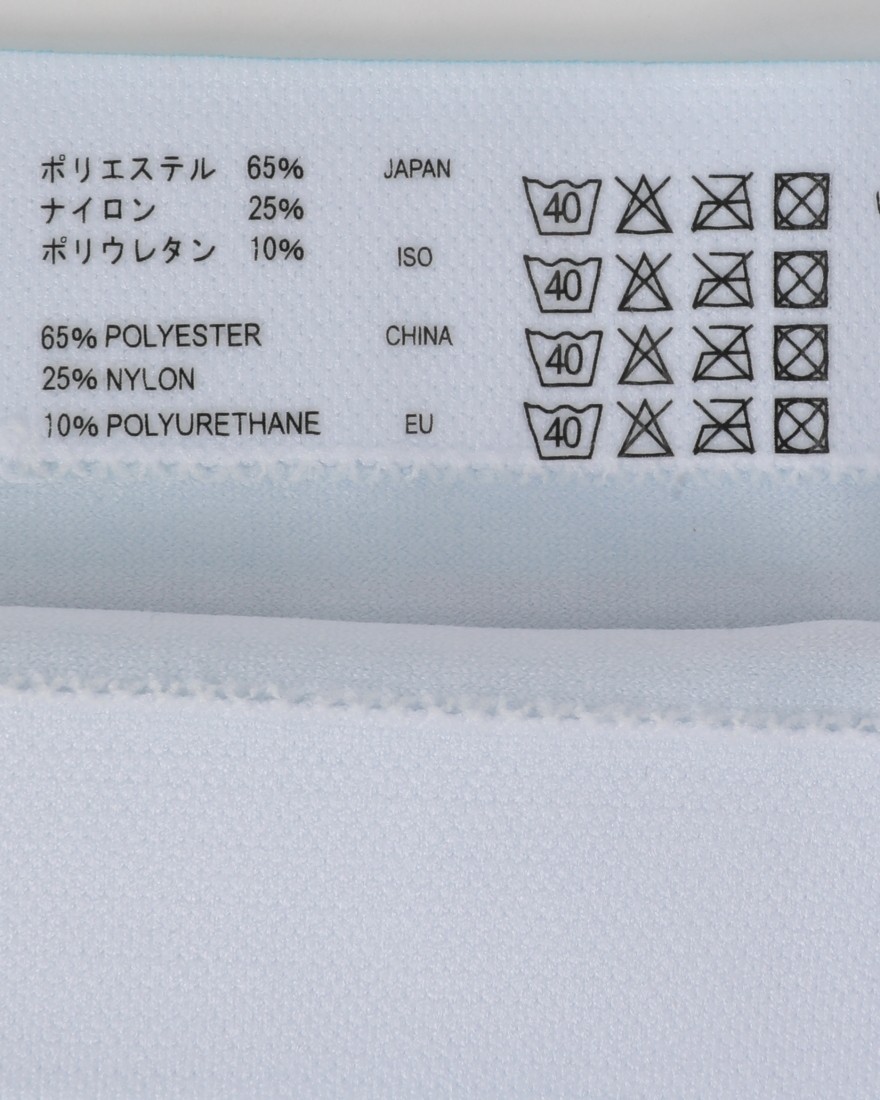 ポリエステル 65%
ナイロン 25%
ポリウレタン 10%
65% POLYESTER
25% NYLON
10% POLYURETHANE
JAPAN
ISO
CHINA
EU
40
40
40
40